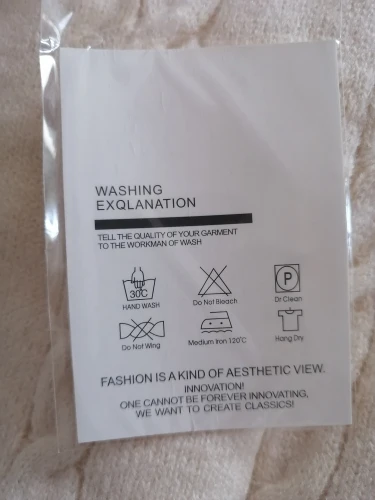 WASHING
EXQLANATION
TELL THE QUALITY OF YOUR GARMENT
TO THE WORKMAN OF WASH
30C
HAND WASH
Do Not Bleach
P
Dr Clean
Do Not Wing
Medium Iron 120°C
Hang Dry
FASHION IS A KIND OF AESTHETIC VIEW.
INNOVATION!
ONE CANNOT BE FOREVER INNOVATING,
WE WANT TO CREATE CLASSICS!